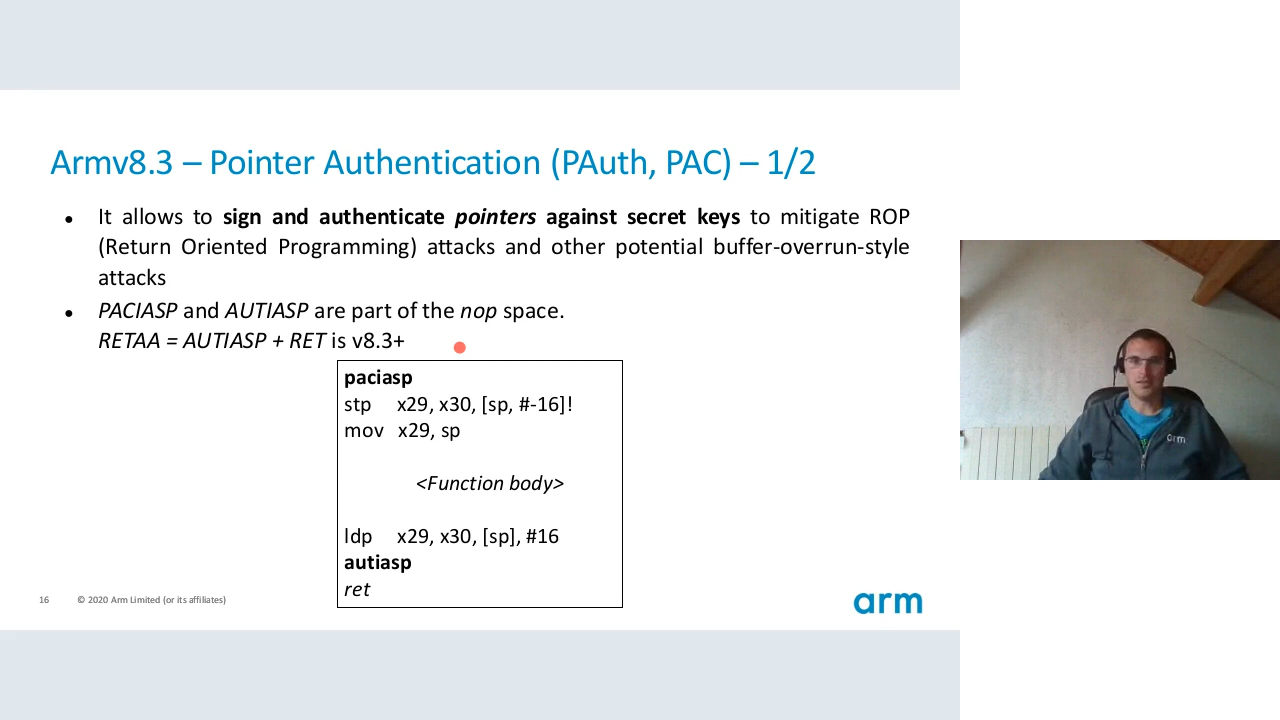 Armv8.3 – Pointer Authentication (PAuth, PAC) – 1/2
● It allows to sign and authenticate pointers against secret keys to mitigate ROP
(Return Oriented Programming) attacks and other potential buffer-overrun-style
attacks
● PACIASP and AUTIASP are part of the nop space.
RETAA = AUTIASP + RET is v8.3+
paciasp
stp x29, x30, [sp, #-16]!
mov x29, sp
<Function body>
ldp x29, x30, [sp], #16
autiasp
ret
16 © 2020 Arm Limited (or its affiliates)
arm
arm